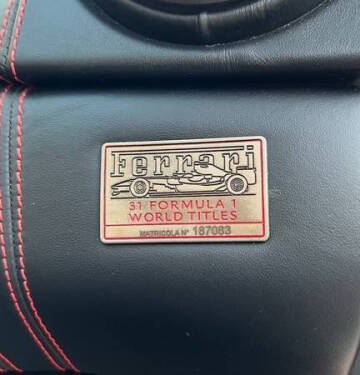 Ferrari
31 FORMULA 1
WORLD TITLES
MATRICOLA N° 187083